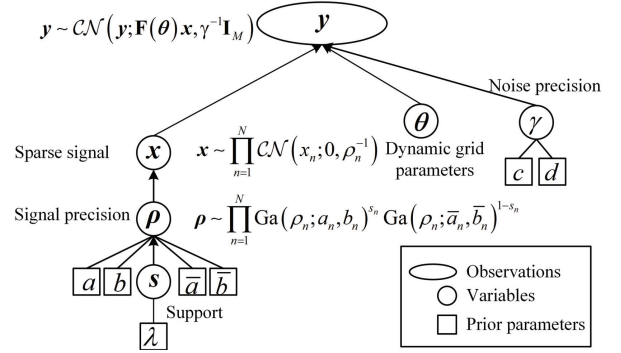 y ~ 𝒞𝒩(y; F(θ)x, γ⁻¹I_M)
y
Noise precision
θ
γ
Sparse signal
x
x ~ ∏_{n=1}^{N} 𝒞𝒩(x_n; 0, ρ_n⁻¹)
Dynamic grid
parameters
c d
Signal precision
ρ
ρ ~ ∏_{n=1}^{N} Ga(ρ_n; a_n, b_n)^{s_n} Ga(ρ_n; a̅_n, b̅_n)^{1-s_n}
a b s a̅ b̅
Support
λ
Observations
Variables
Prior parameters